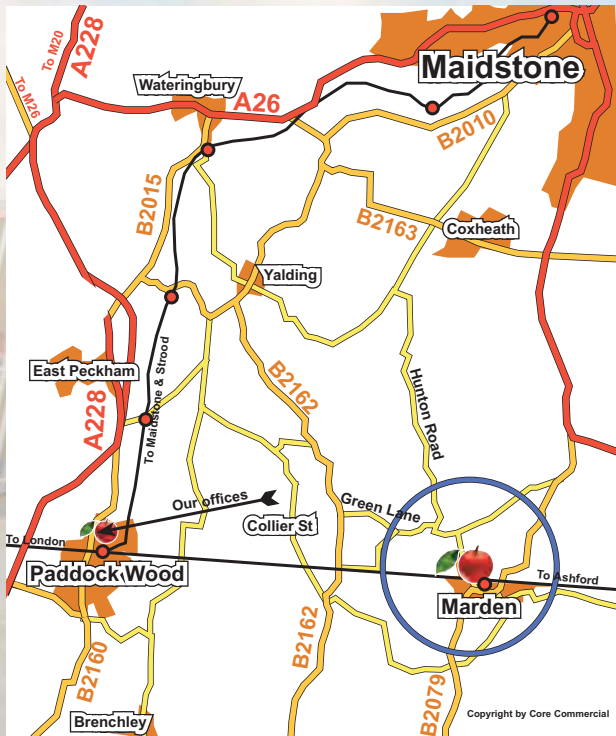 To M20
A228
To M26
Maidstone
Wateringbury
A26
B2010
B2015
B2163
Coxheath
Yalding
East Peckham
B2162
Hunton Road
A228
To Maidstone & Strood
Our offices
Green Lane
Collier St
To London
Paddock Wood
To Ashford
Marden
B2160
B2162
B2079
Brenchley
Copyright by Core Commercial